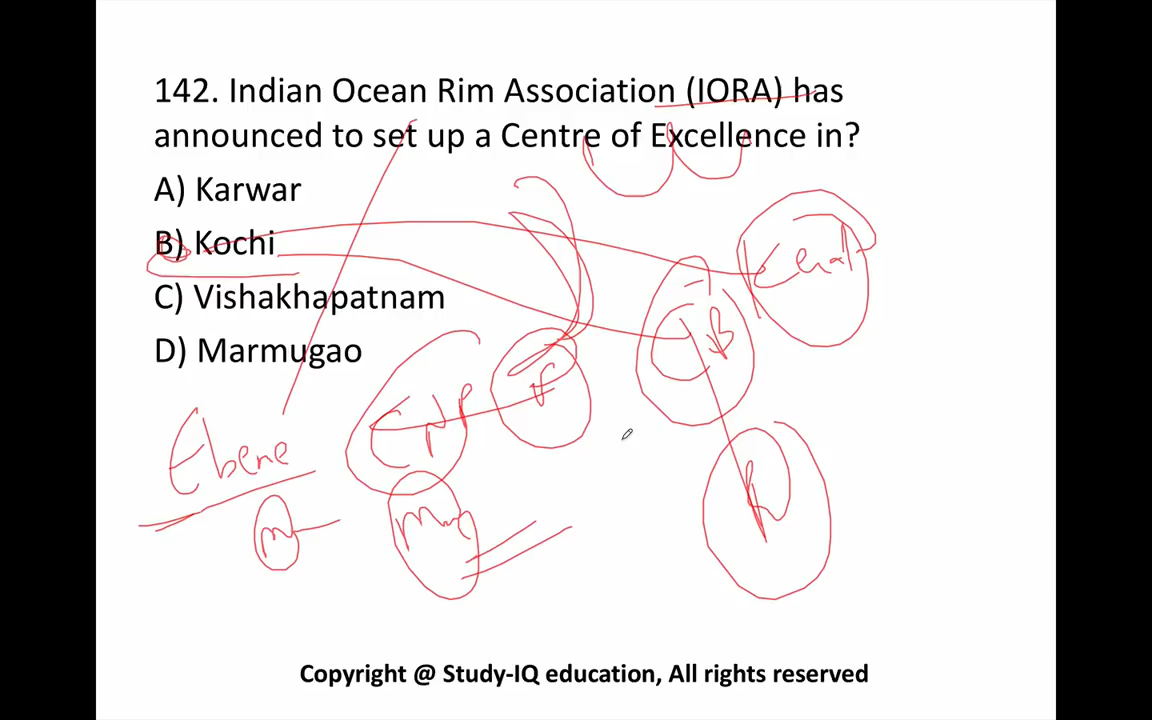 142. Indian Ocean Rim Association (IORA) has
announced to set up a Centre of Excellence in?
A) Karwar
B) Kochi
C) Vishakhapatnam
D) Marmugao
Ebene
Copyright @ Study-IQ education, All rights reserved